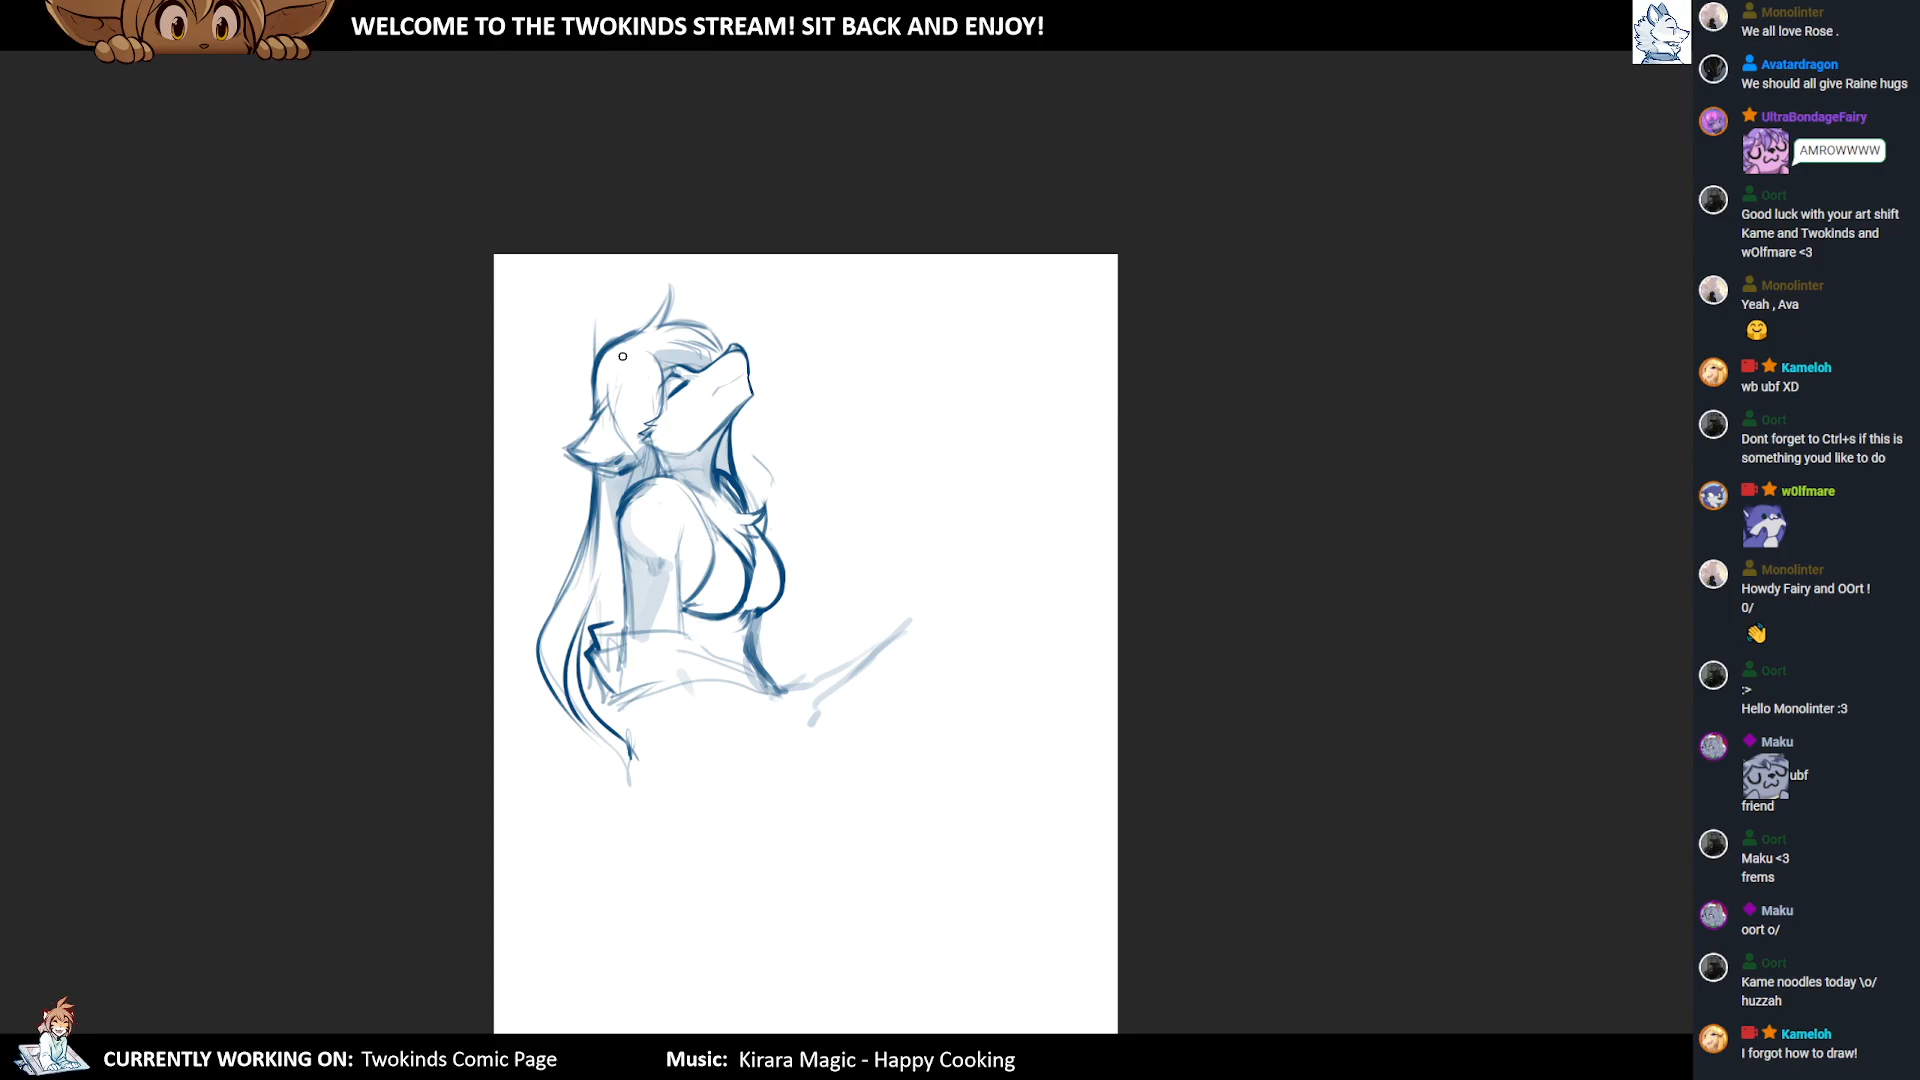 WELCOME TO THE TWOKINDS STREAM! SIT BACK AND ENJOY!
Monolinter
We all love Rose .
Avatardragon
We should all give Raine hugs
UltraBondageFairy
AMROWWWW
Oort
Good luck with your art shift
Kame and Twokinds and
w0lfmare <3
Monolinter
Yeah , Ava
Kameloh
wb ubf XD
Oort
Dont forget to Ctrl+s if this is
something youd like to do
w0lfmare
Monolinter
Howdy Fairy and OOrt !
0/
Oort
:>
Hello Monolinter :3
Maku
ubf
friend
Oort
Maku <3
frems
Maku
oort o/
Oort
Kame noodles today \o/
huzzah
Kameloh
I forgot how to draw!
CURRENTLY WORKING ON: Twokinds Comic Page
Music: Kirara Magic - Happy Cooking